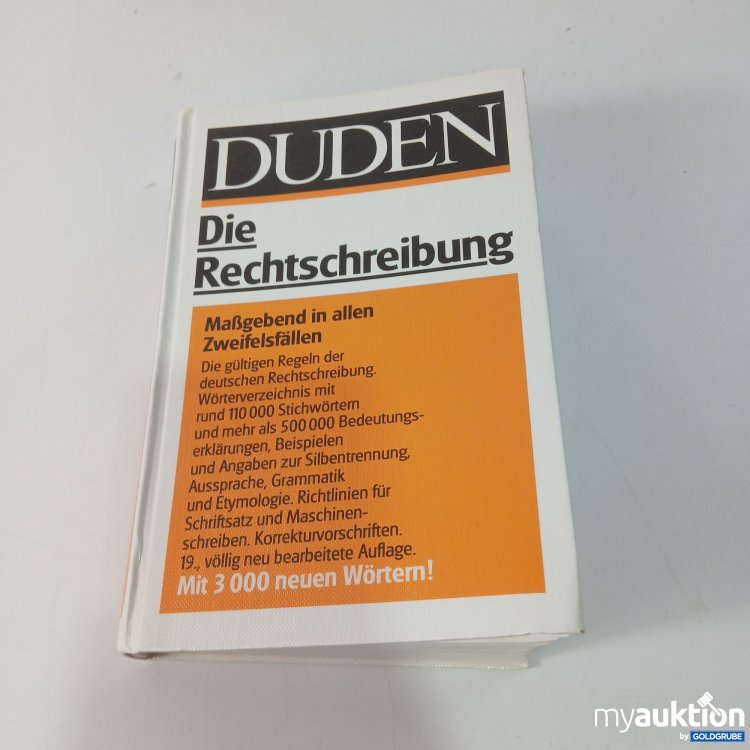 DUDEN
Die
Rechtschreibung
Maßgebend in allen
Zweifelsfällen
Die gültigen Regeln der
deutschen Rechtschreibung.
Wörterverzeichnis mit
rund 110 000 Stichwörtern
und mehr als 500 000 Bedeutungs-
erklärungen, Beispielen
und Angaben zur Silbentrennung,
Aussprache, Grammatik
und Etymologie. Richtlinien für
Schriftsatz und Maschinen-
schreiben. Korrekturvorschriften.
19., völlig neu bearbeitete Auflage.
Mit 3 000 neuen Wörtern!
myauktion
by GOLDGRUBE